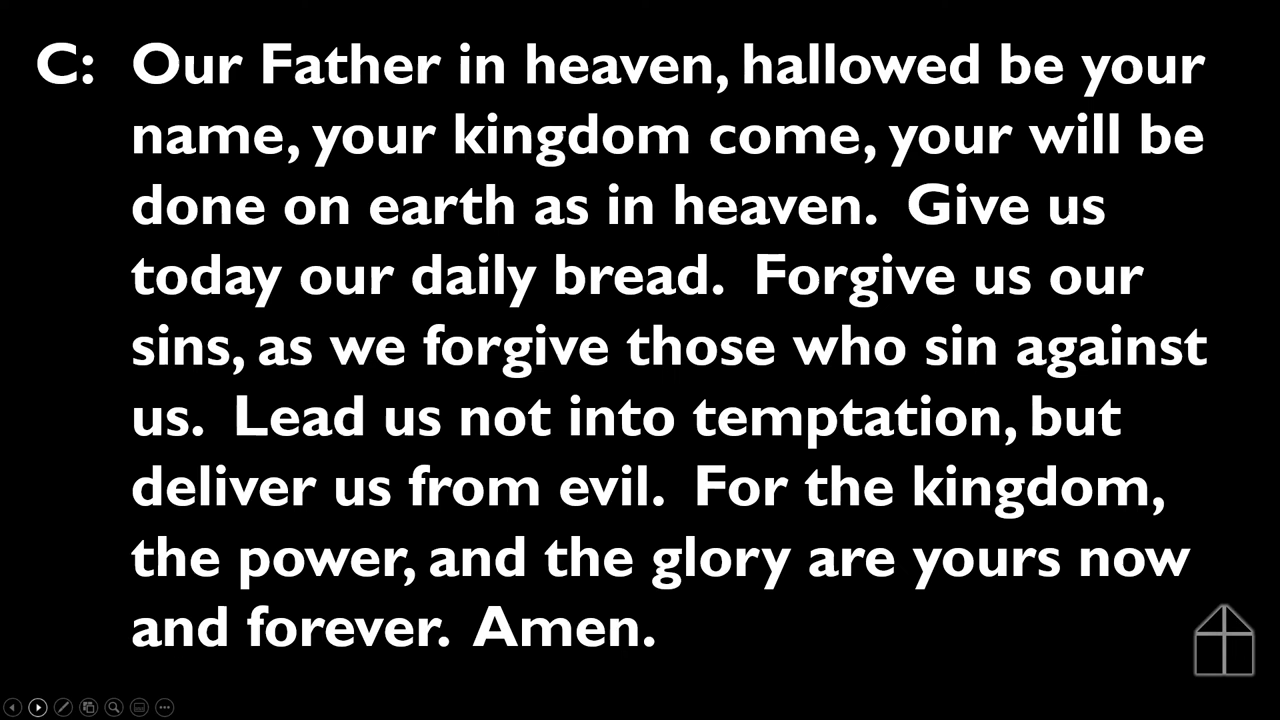 C: Our Father in heaven, hallowed be your
name, your kingdom come, your will be
done on earth as in heaven.  Give us
today our daily bread.  Forgive us our
sins, as we forgive those who sin against
us.  Lead us not into temptation, but
deliver us from evil.  For the kingdom,
the power, and the glory are yours now
and forever.  Amen.